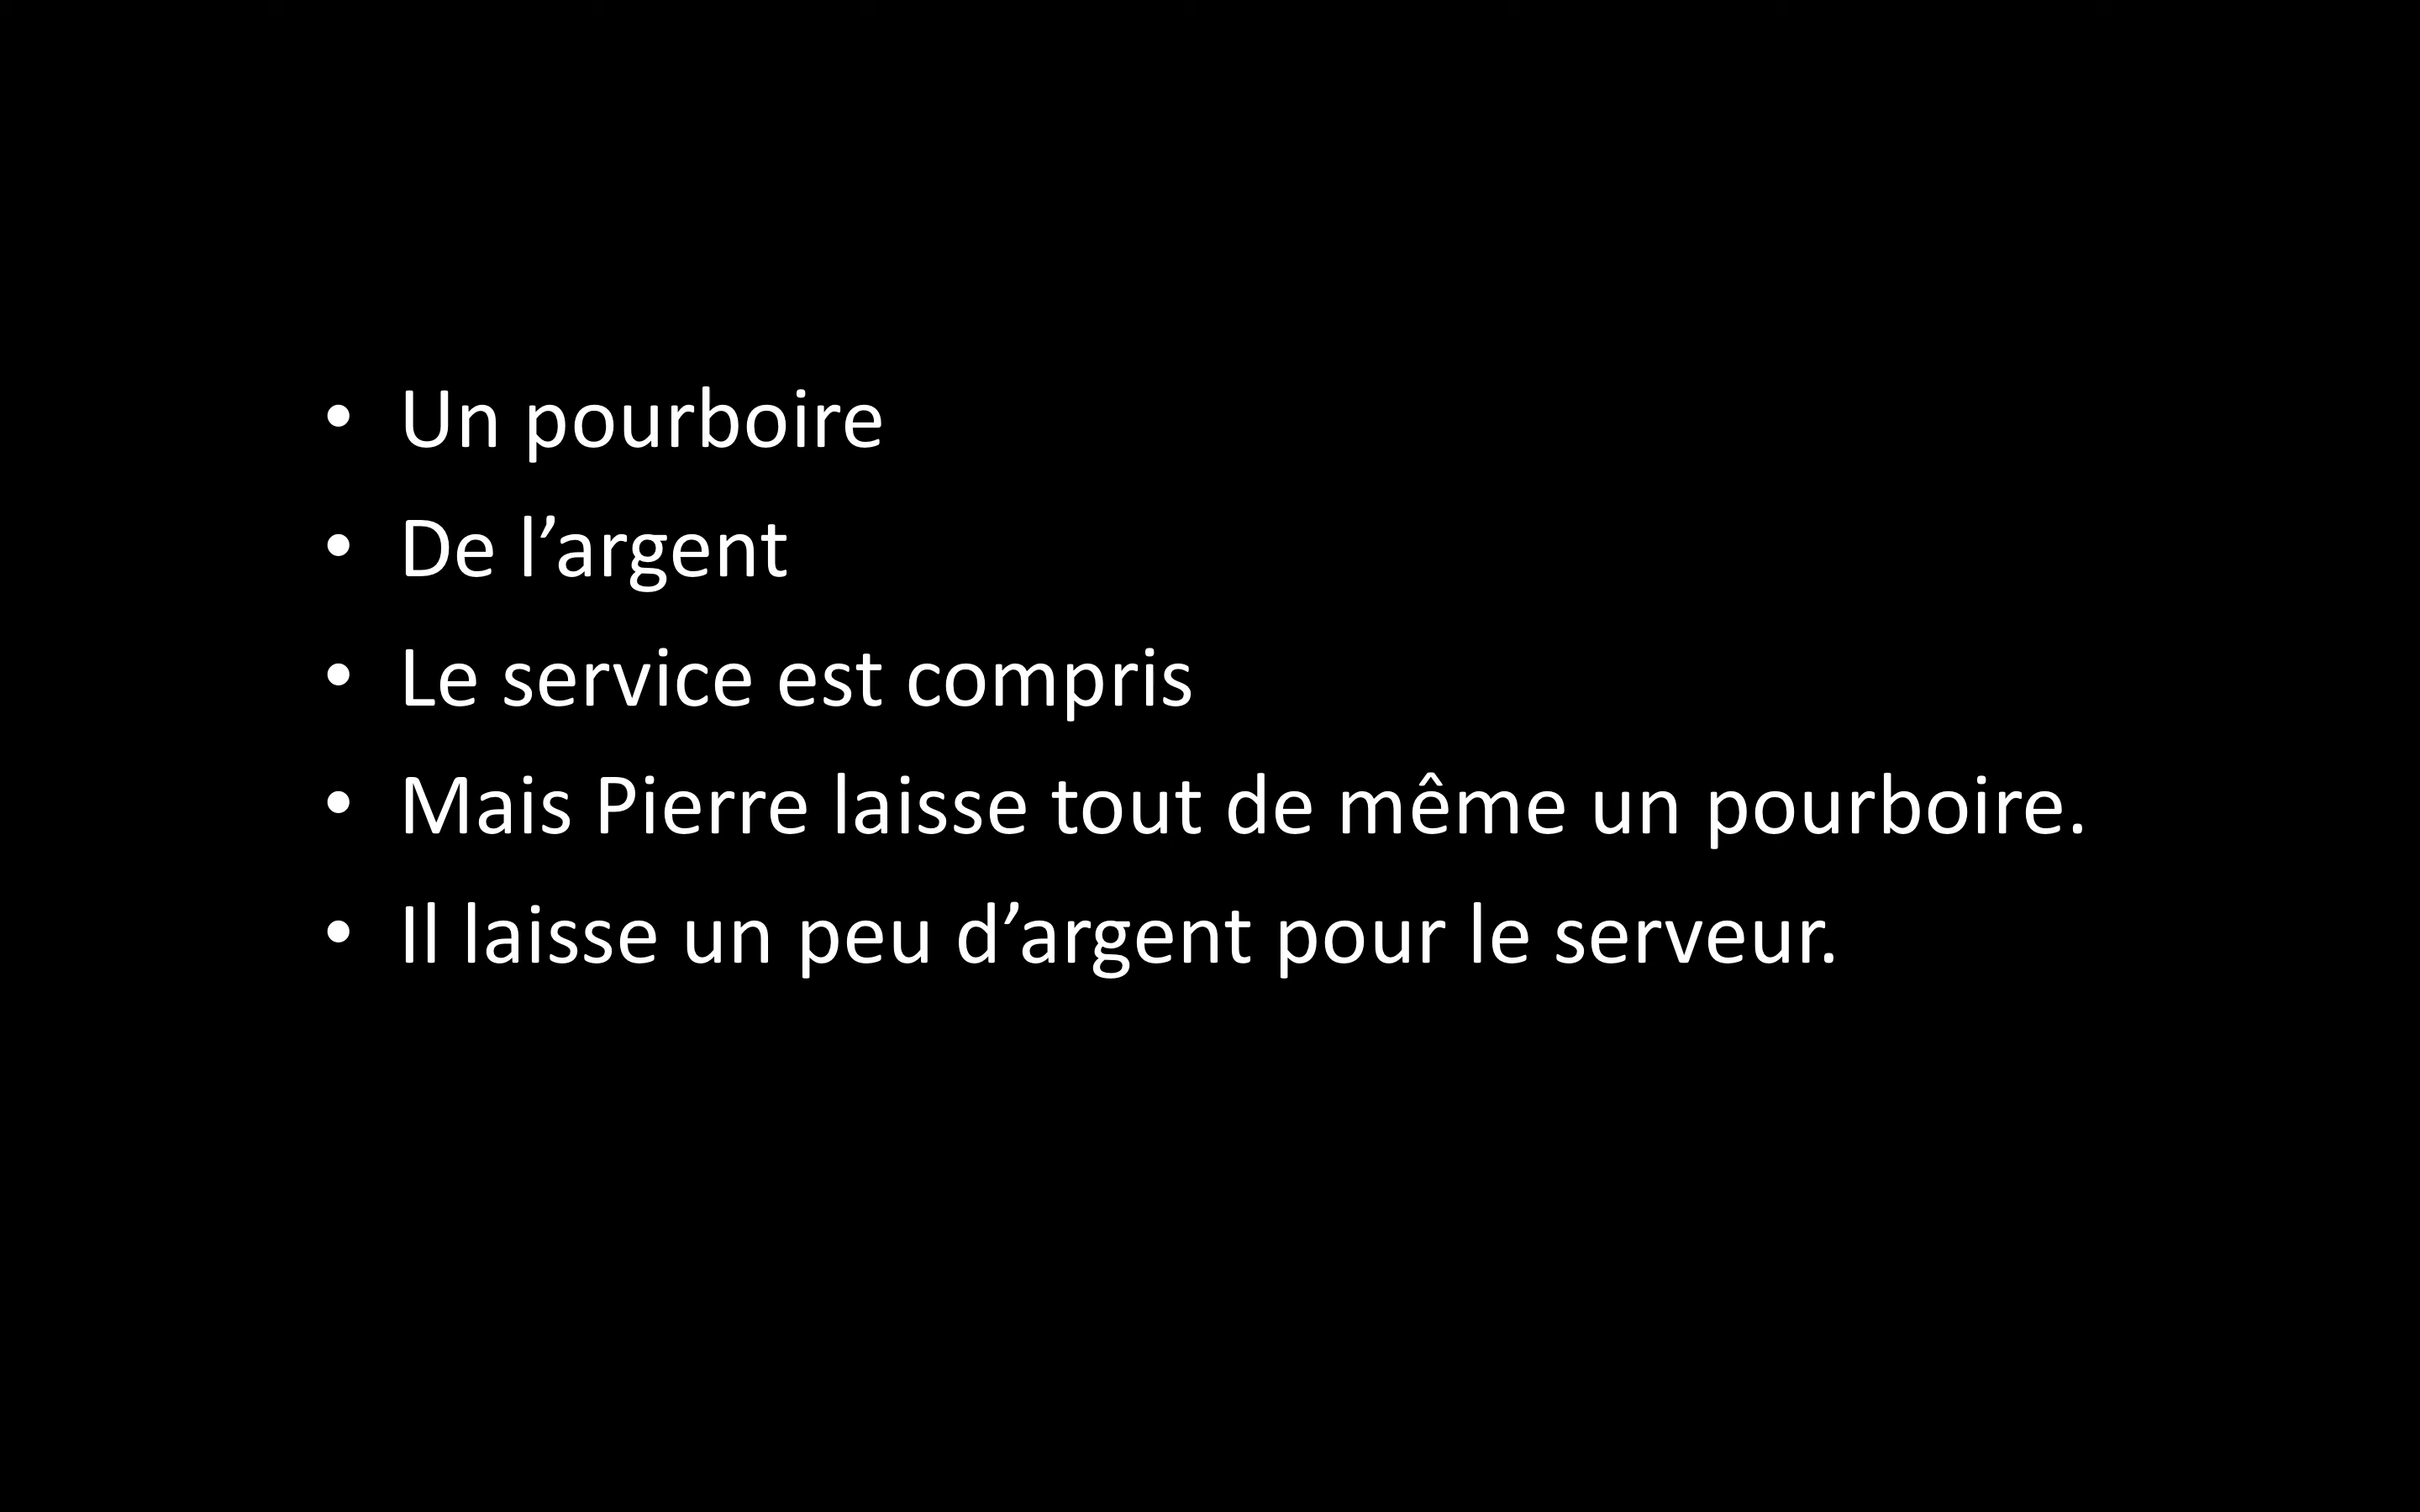 • Un pourboire
• De l’argent
• Le service est compris
• Mais Pierre laisse tout de même un pourboire.
• Il laisse un peu d’argent pour le serveur.